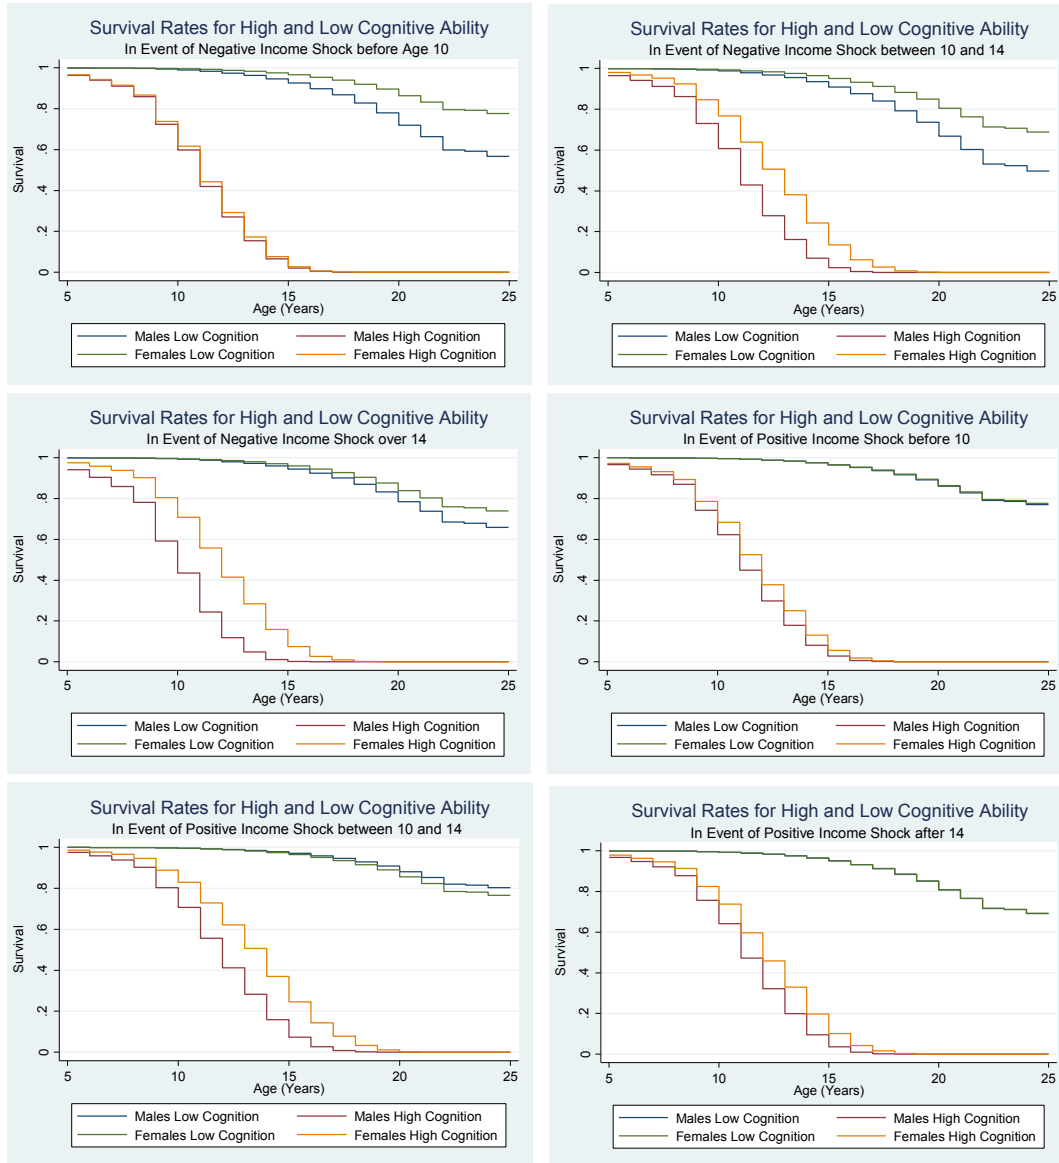 Survival Rates for High and Low Cognitive Ability
In Event of Negative Income Shock before Age 10
Survival
0 .2 .4 .6 .8 1
5 10 15 20 25
Age (Years)
Males Low Cognition Males High Cognition
Females Low Cognition Females High Cognition
Survival Rates for High and Low Cognitive Ability
In Event of Negative Income Shock between 10 and 14
Survival
0 .2 .4 .6 .8 1
5 10 15 20 25
Age (Years)
Males Low Cognition Males High Cognition
Females Low Cognition Females High Cognition
Survival Rates for High and Low Cognitive Ability
In Event of Negative Income Shock over 14
Survival
0 .2 .4 .6 .8 1
5 10 15 20 25
Age (Years)
Males Low Cognition Males High Cognition
Females Low Cognition Females High Cognition
Survival Rates for High and Low Cognitive Ability
In Event of Positive Income Shock before 10
Survival
0 .2 .4 .6 .8 1
5 10 15 20 25
Age (Years)
Males Low Cognition Males High Cognition
Females Low Cognition Females High Cognition
Survival Rates for High and Low Cognitive Ability
In Event of Positive Income Shock between 10 and 14
Survival
0 .2 .4 .6 .8 1
5 10 15 20 25
Age (Years)
Males Low Cognition Males High Cognition
Females Low Cognition Females High Cognition
Survival Rates for High and Low Cognitive Ability
In Event of Positive Income Shock after 14
Survival
0 .2 .4 .6 .8 1
5 10 15 20 25
Age (Years)
Males Low Cognition Males High Cognition
Females Low Cognition Females High Cognition